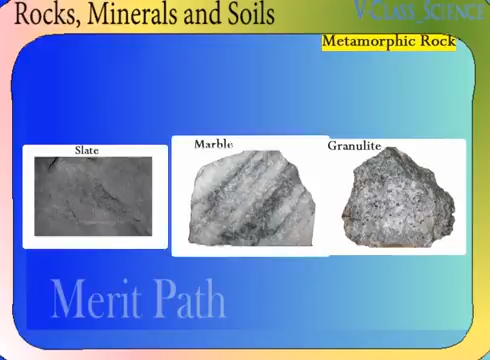 Rocks, Minerals and Soils
V-Class_Science
Metamorphic Rock
Slate
Marble
Granulite
Merit Path